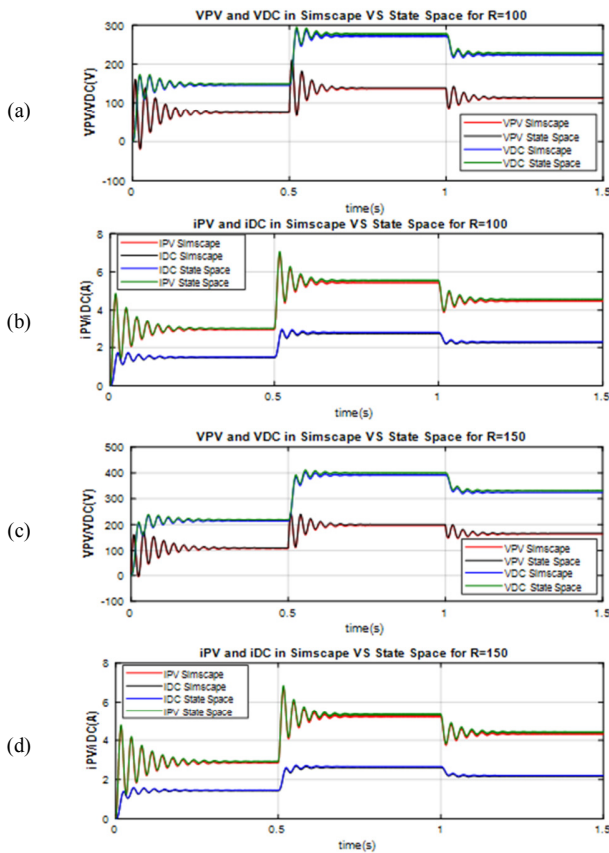 (a)
VPV and VDC in Simscape VS State Space for R=100
VPV/VDC(V)
300
200
100
0
-100
0
0.5
1
1.5
time(s)
VPV Simscape
VPV State Space
VDC Simscape
VDC State Space
(b)
iPV and iDC in Simscape VS State Space for R=100
iPV/iDC(A)
8
6
4
2
0
0
0.5
1
1.5
time(s)
IPV Simscape
IDC Simscape
IDC State Space
IPV State Space
(c)
VPV and VDC in Simscape VS State Space for R=150
VPV/VDC(V)
500
400
300
200
100
0
-100
0
0.5
1
1.5
time(s)
VPV Simscape
VPV State Space
VDC Simscape
VDC State Space
(d)
iPV and iDC in Simscape VS State Space for R=150
iPV/iDC(A)
8
6
4
2
0
0
0.5
1
1.5
time(s)
IPV Simscape
IDC Simscape
IDC State Space
IPV State Space